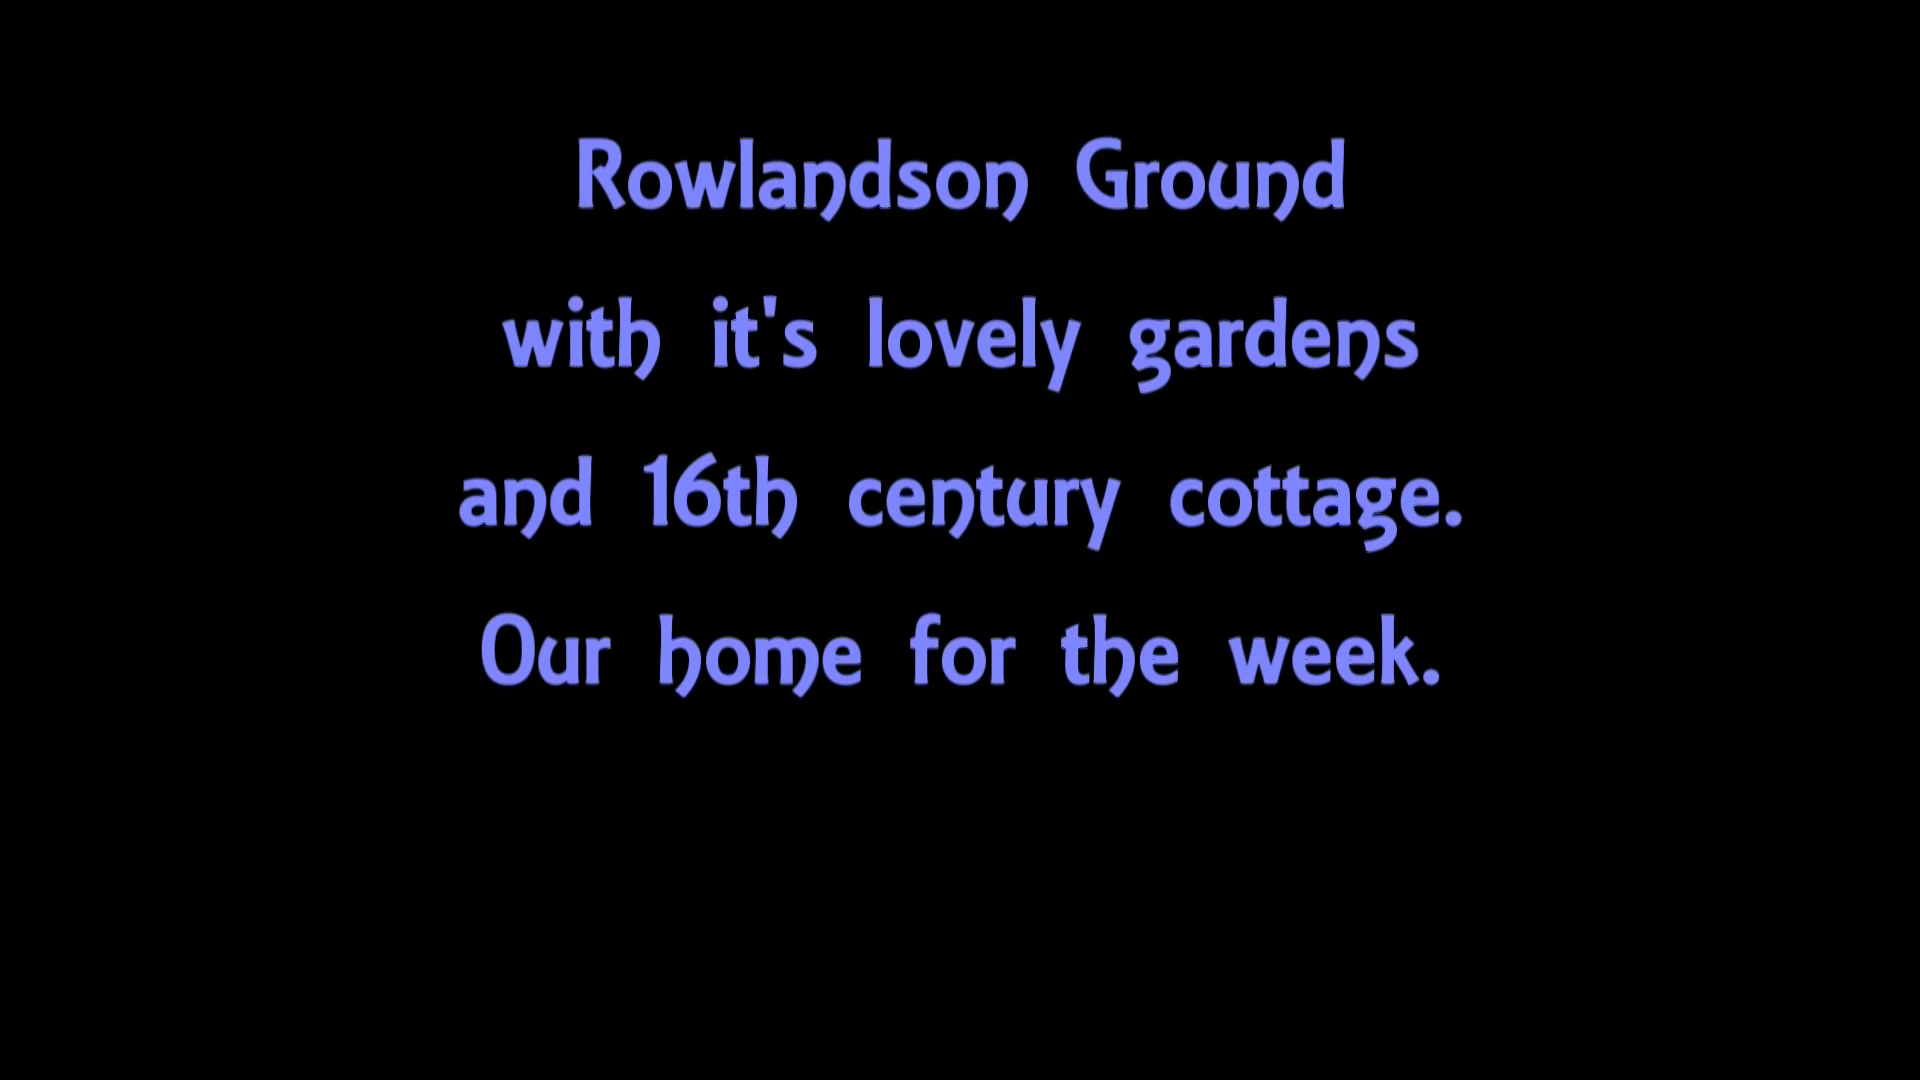 Rowlandson Ground
with it's lovely gardens
and 16th century cottage.
Our home for the week.